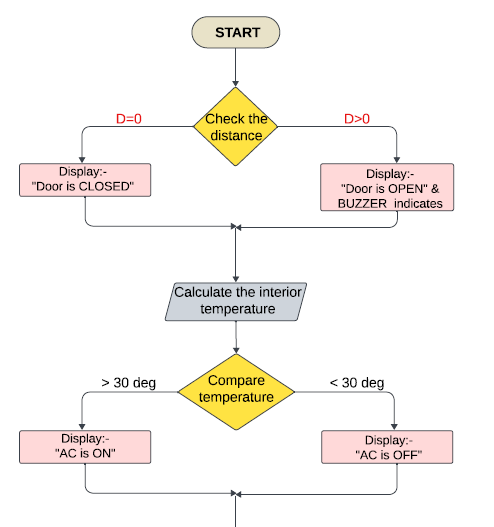 START
Check the
distance
D=0
D>0
Display:-
"Door is CLOSED"
Display:-
"Door is OPEN" &
BUZZER indicates
Calculate the interior
temperature
Compare
temperature
> 30 deg
< 30 deg
Display:-
"AC is ON"
Display:-
"AC is OFF"